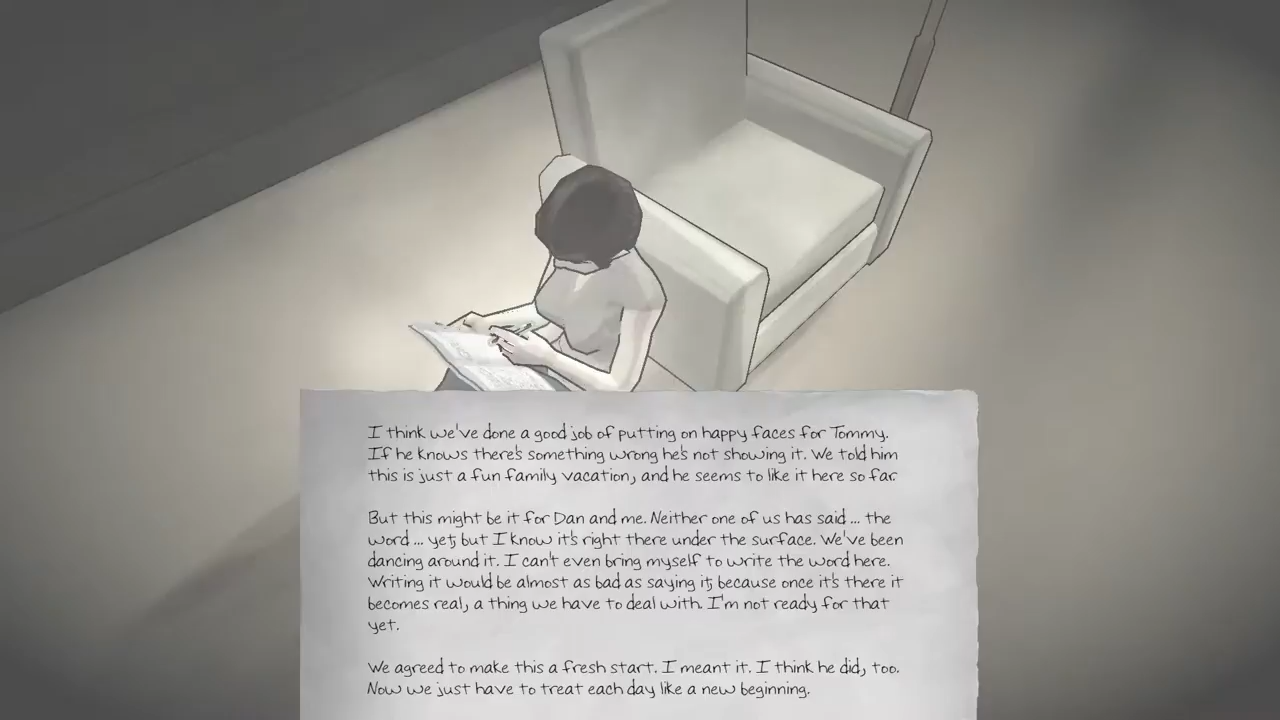 I think we've done a good job of putting on happy faces for Tommy.
If he knows there's something wrong he's not showing it. We told him
this is just a fun family vacation, and he seems to like it here so far.
But this might be it for Dan and me. Neither one of us has said ... the
word ... yet, but I know it's right there under the surface. We've been
dancing around it. I can't even bring myself to write the word here.
Writing it would be almost as bad as saying it, because once it's there it
becomes real, a thing we have to deal with. I'm not ready for that
yet.
We agreed to make this a fresh start. I meant it. I think he did, too.
Now we just have to treat each day like a new beginning.